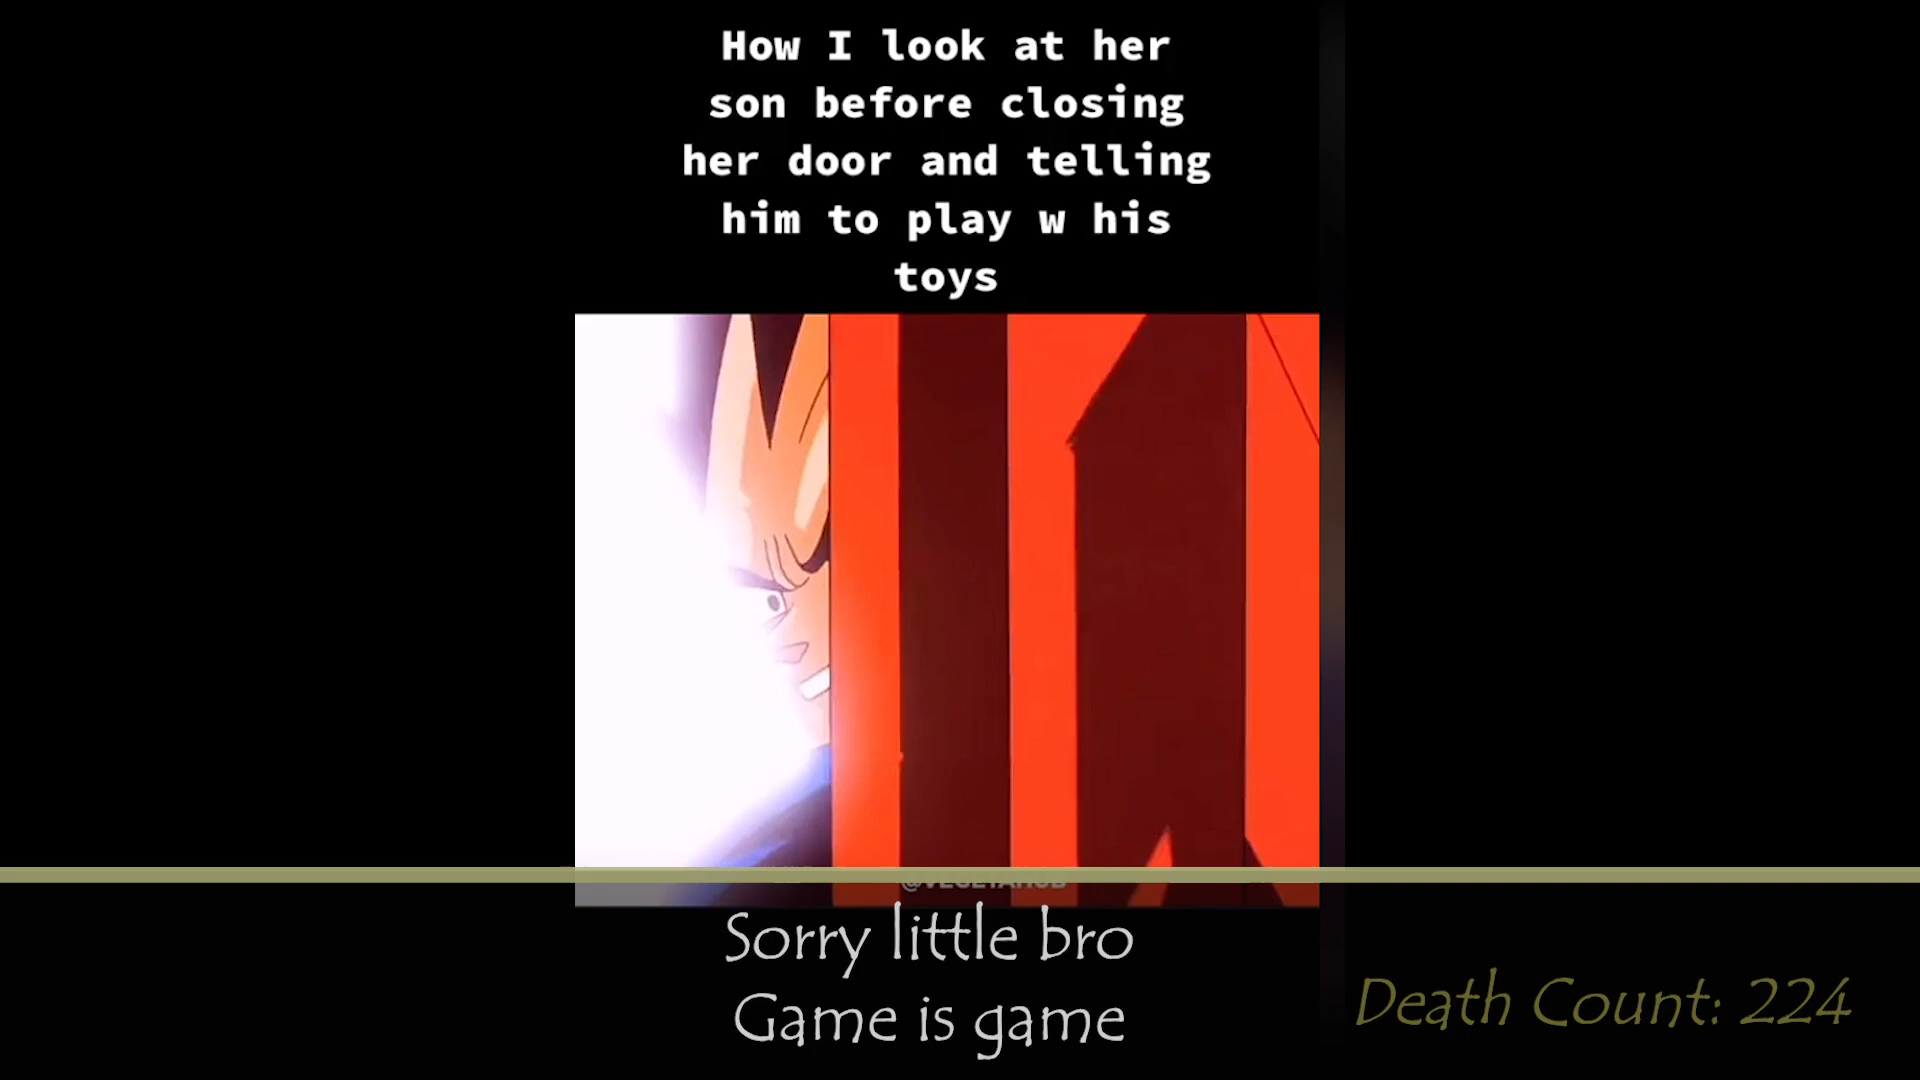 How I look at her
son before closing
her door and telling
him to play w his
toys
@VEGETAHUB
Sorry little bro
Game is game
Death Count: 224